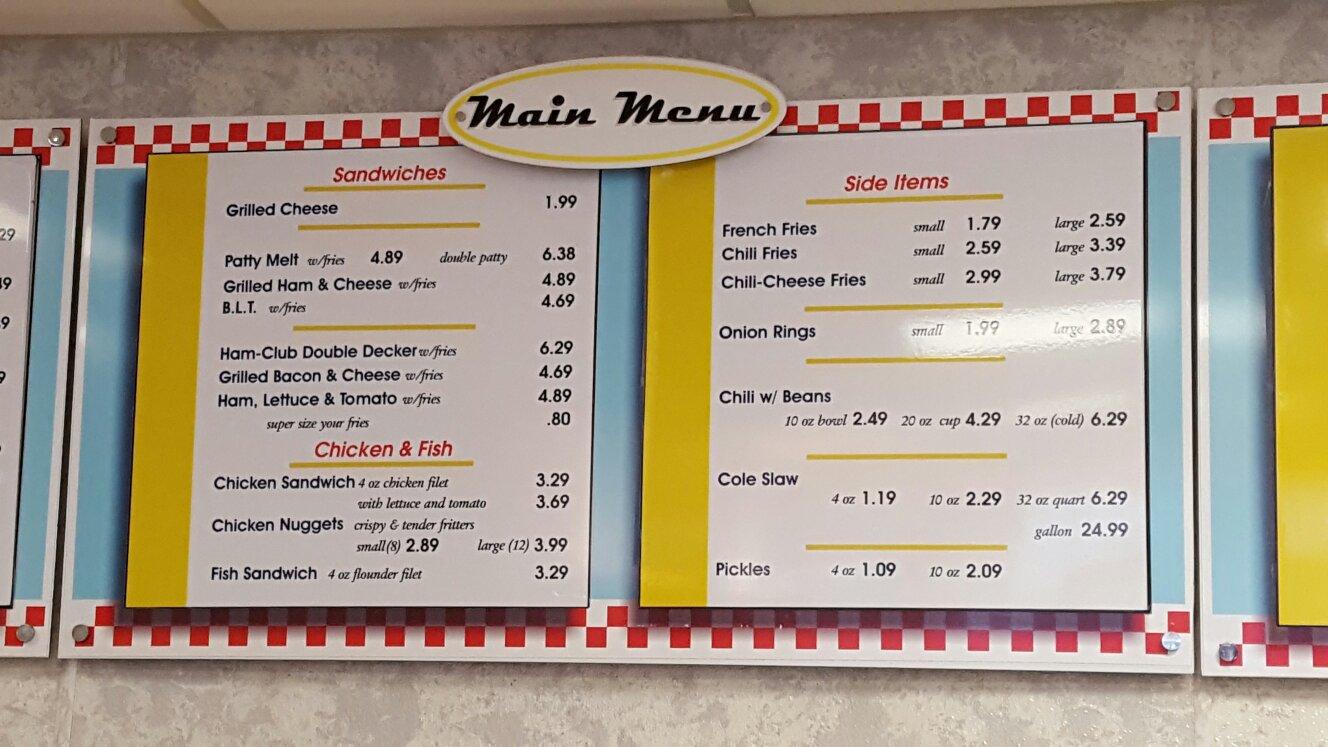 Main Menu
Sandwiches
Grilled Cheese 1.99
Patty Melt w/fries 4.89 double patty 6.38
Grilled Ham & Cheese w/fries 4.89
B.L.T. w/fries 4.69
Ham-Club Double Decker w/fries 6.29
Grilled Bacon & Cheese w/fries 4.69
Ham, Lettuce & Tomato w/fries 4.89
super size your fries .80
Chicken & Fish
Chicken Sandwich 4 oz chicken filet 3.29
with lettuce and tomato 3.69
Chicken Nuggets crispy & tender fritters
small(8) 2.89 large (12) 3.99
Fish Sandwich 4 oz flounder filet 3.29
Side Items
French Fries small 1.79 large 2.59
Chili Fries small 2.59 large 3.39
Chili-Cheese Fries small 2.99 large 3.79
Onion Rings small 1.99 large 2.89
Chili w/ Beans
10 oz bowl 2.49 20 oz cup 4.29 32 oz (cold) 6.29
Cole Slaw
4 oz 1.19 10 oz 2.29 32 oz quart 6.29
gallon 24.99
Pickles 4 oz 1.09 10 oz 2.09